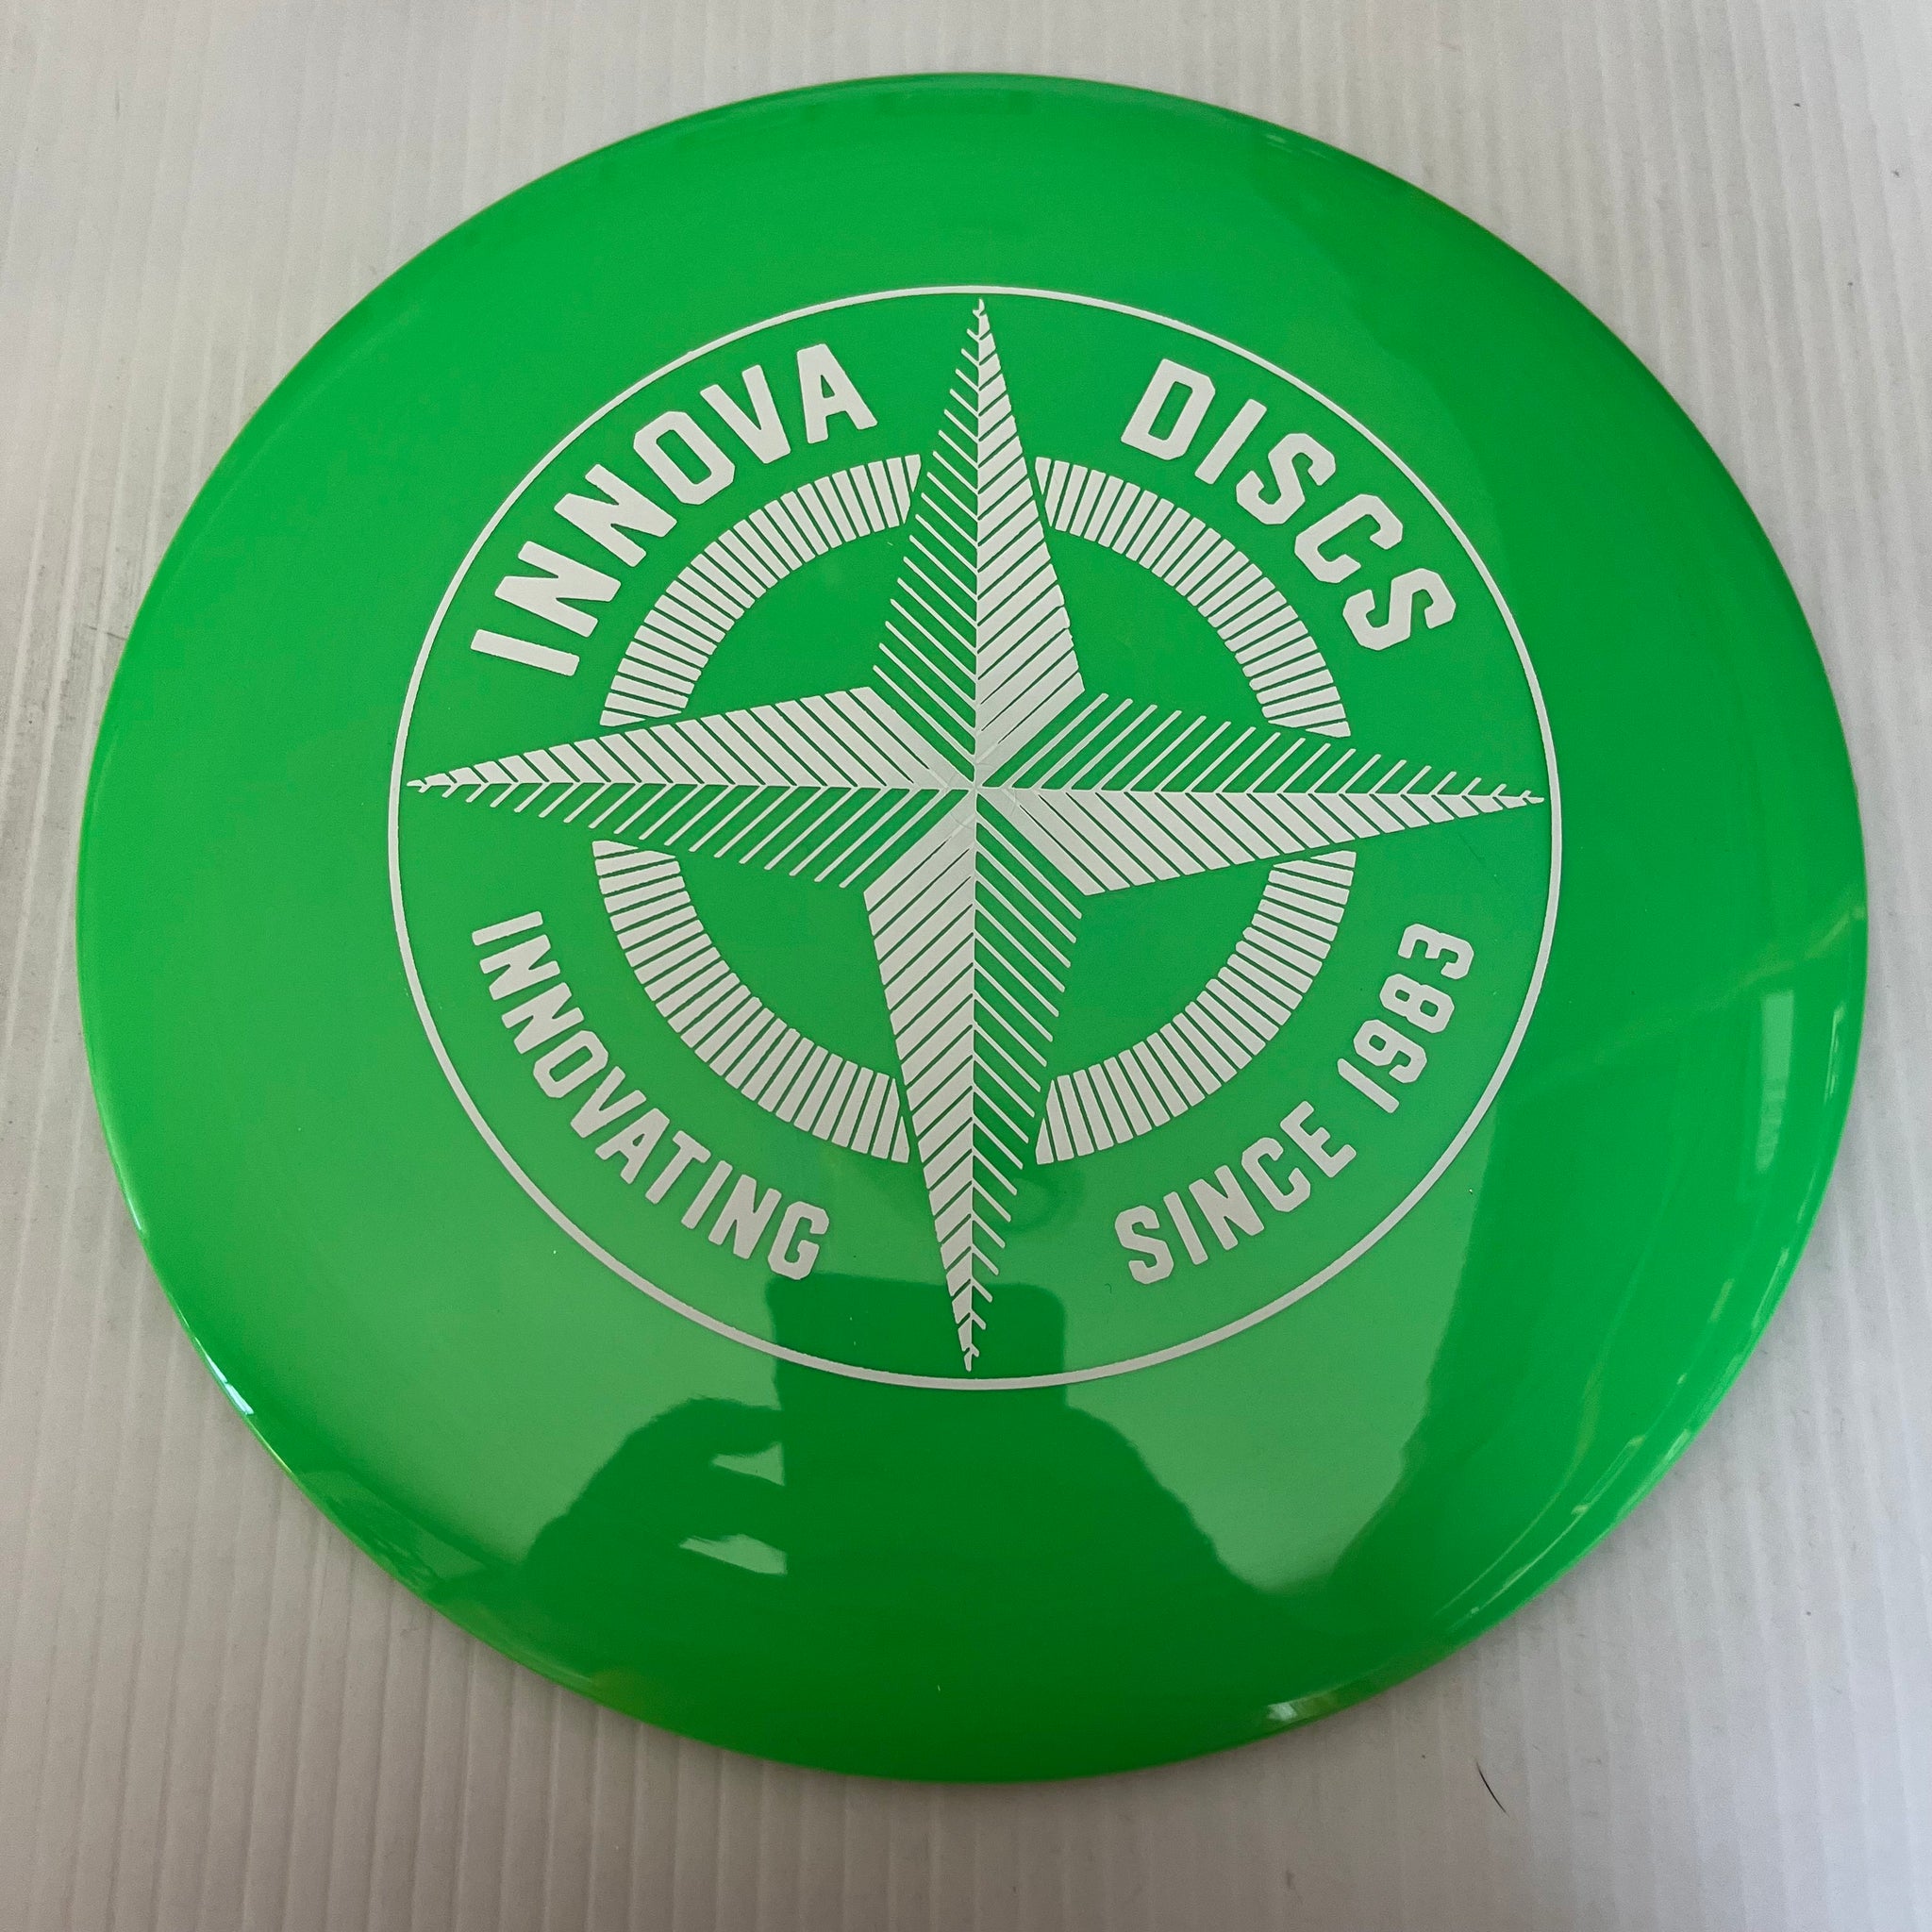 INNOVA DISCS
INNOVATING SINCE 1983